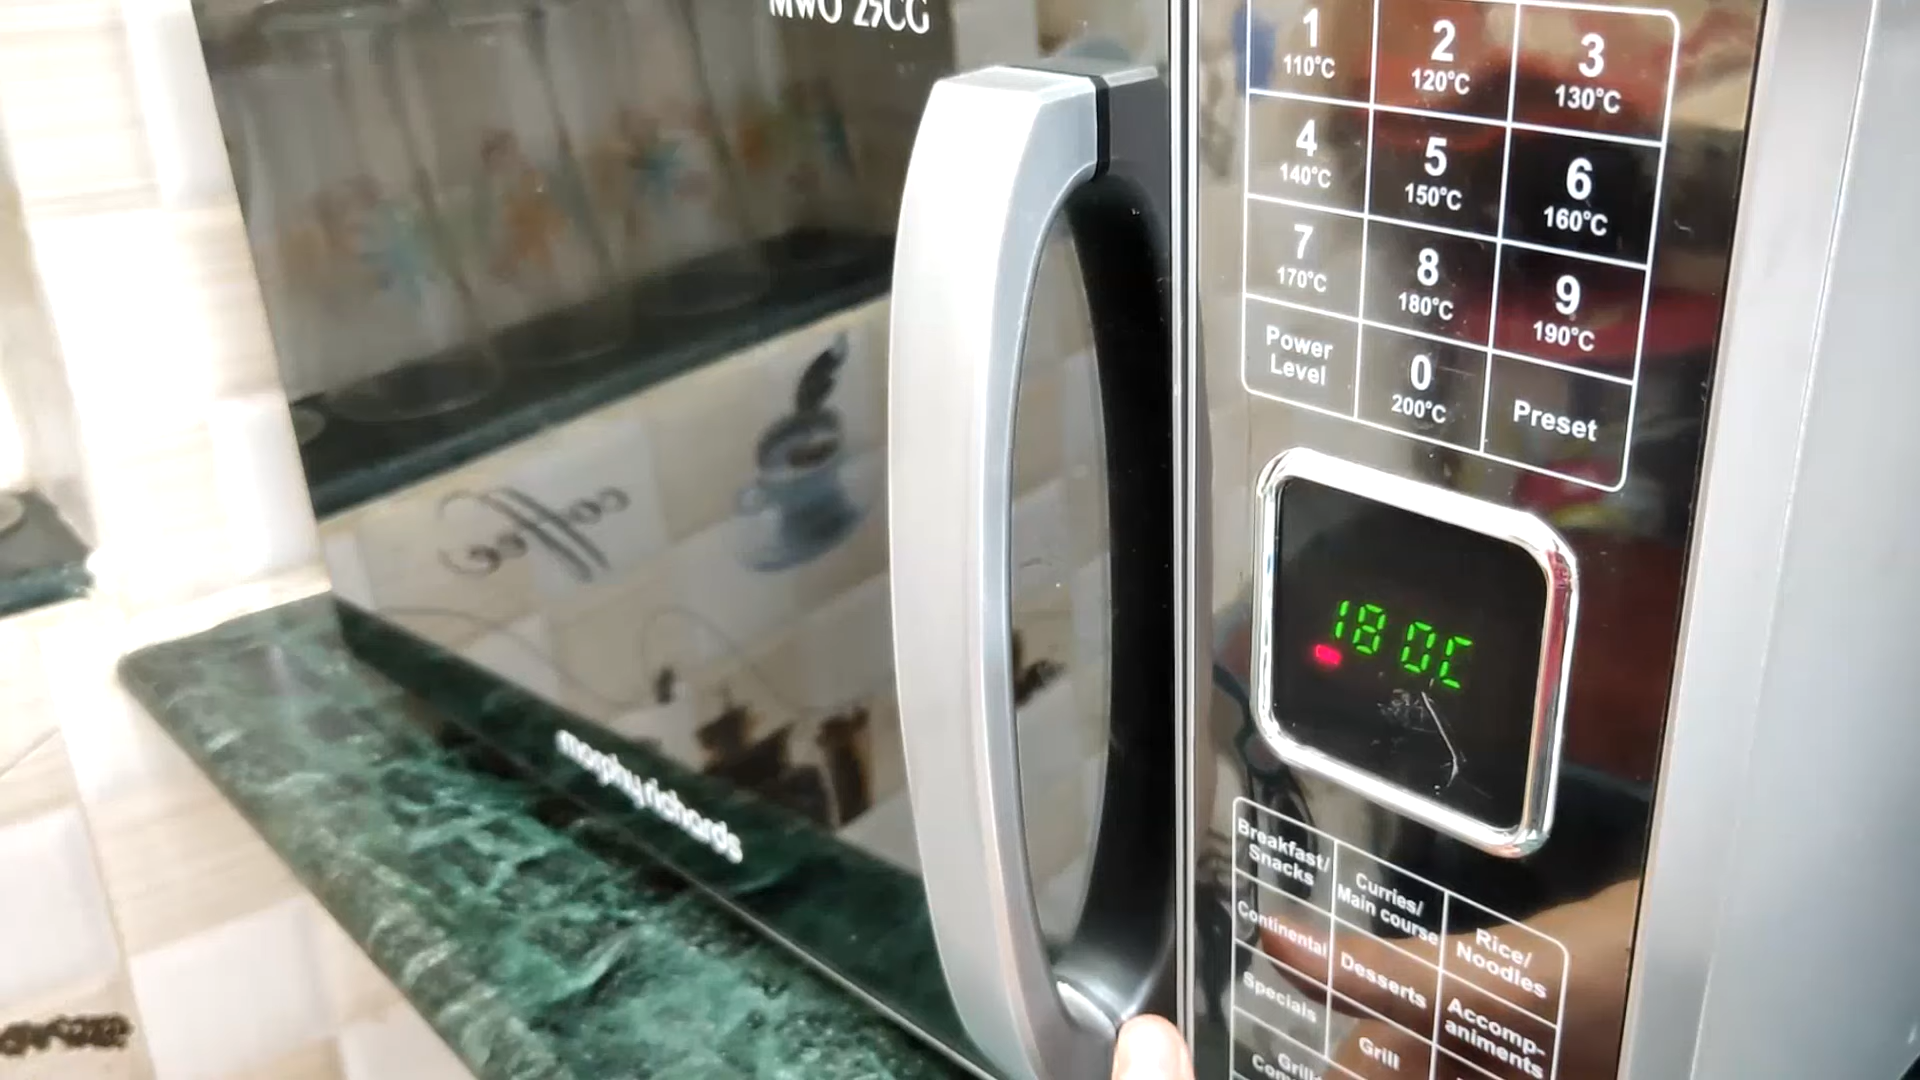 MWO 25CG
1
110°C
2
120°C
3
130°C
4
140°C
5
150°C
6
160°C
7
170°C
8
180°C
9
190°C
Power
Level
0
200°C
Preset
180C
coffee
morphy richards
Breakfast/
Snacks
Curries/
Main course
Rice/
Noodles
Continental
Desserts
Accomp-
animents
Specials
Grill